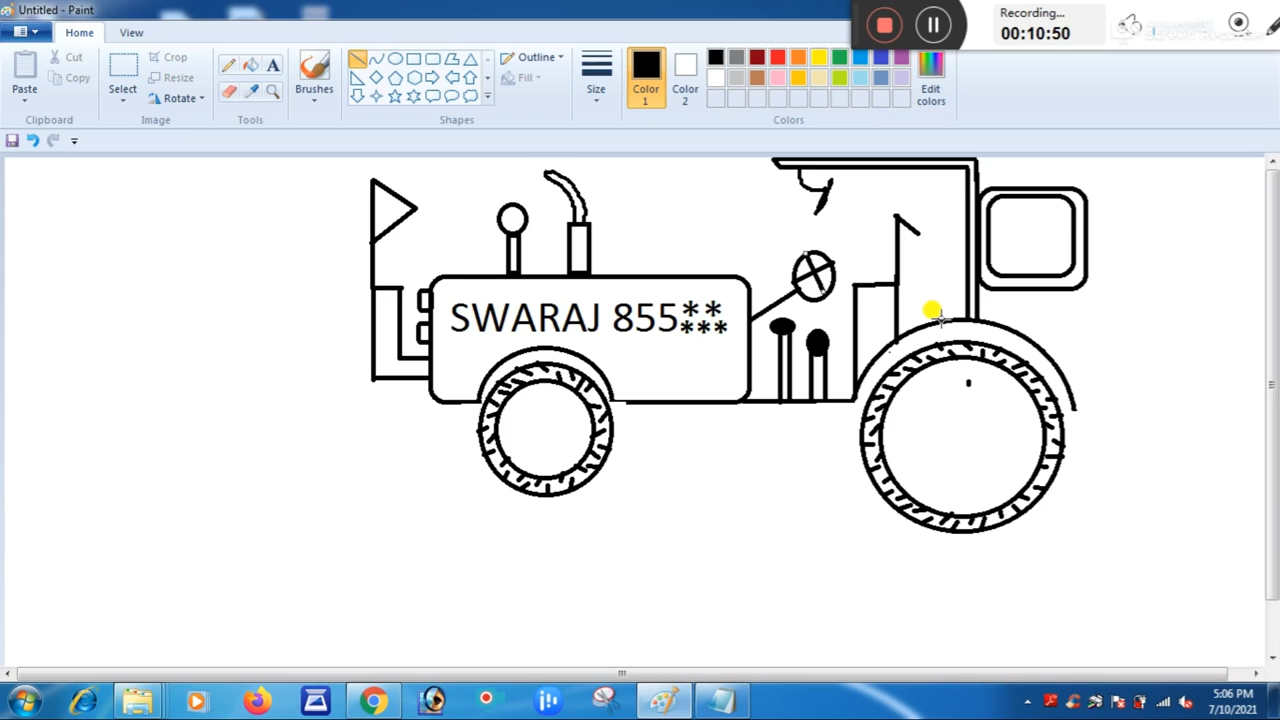 Untitled - Paint
Recording...
00:10:50
Home
View
Paste
Cut
Copy
Clipboard
Select
Crop
Resize
Rotate
Image
Tools
Brushes
Outline
Fill
Shapes
Size
Color
1
Color
2
Colors
Edit
colors
SWARAJ 855**
***
5:06 PM
7/10/2021